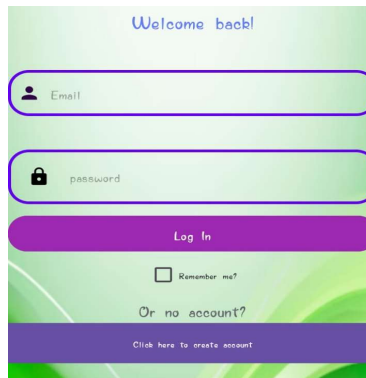 Welcome back!
Email
password
Log In
Remember me?
Or no account?
Click here to create account